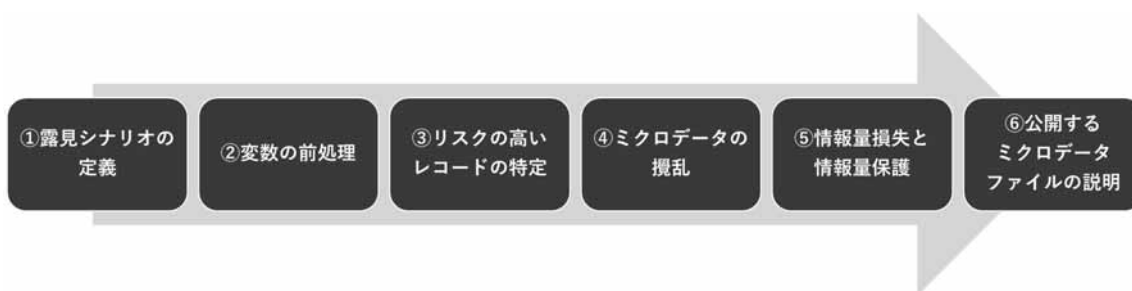 ①露見シナリオの
定義
②変数の前処理
③リスクの高い
レコードの特定
④ミクロデータの
攪乱
⑤情報量損失と
情報量保護
⑥公開する
ミクロデータ
ファイルの説明